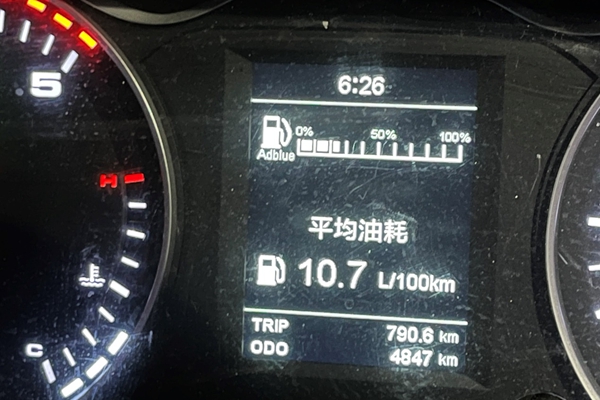 5
H
C
6:26
0% 50% 100%
Adblue
平均油耗
10.7 L/100km
TRIP 790.6 km
ODO 4847 km